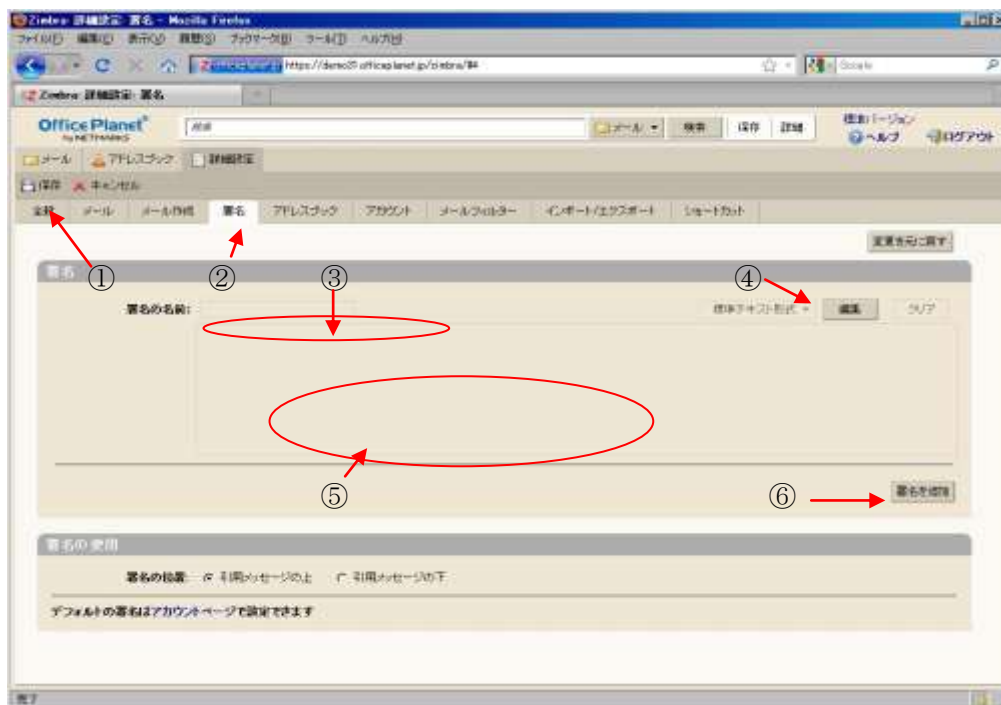 Zimbra: 詳細設定: 署名 - Mozilla Firefox
ファイル(F) 編集(E) 表示(V) 履歴(S) ブックマーク(B) ツール(T) ヘルプ(H)
Google
Zimbra: 詳細設定: 署名
Office Planet
検索 メール 検索 保存 詳細
標準バージョン
ヘルプ ログアウト
メール アドレスブック 詳細設定
保存 キャンセル
全般 メール メール作成 署名 アドレスブック アカウント メールフィルター インポート/エクスポート ショートカット
変更を元に戻す
① ② ③ ④
署名
署名の名前: 標準テキスト形式 編集 クリア
⑤ ⑥
署名を追加
署名の使用
署名の位置: 引用メッセージの上 引用メッセージの下
デフォルトの署名はアカウントページで設定できます
完了